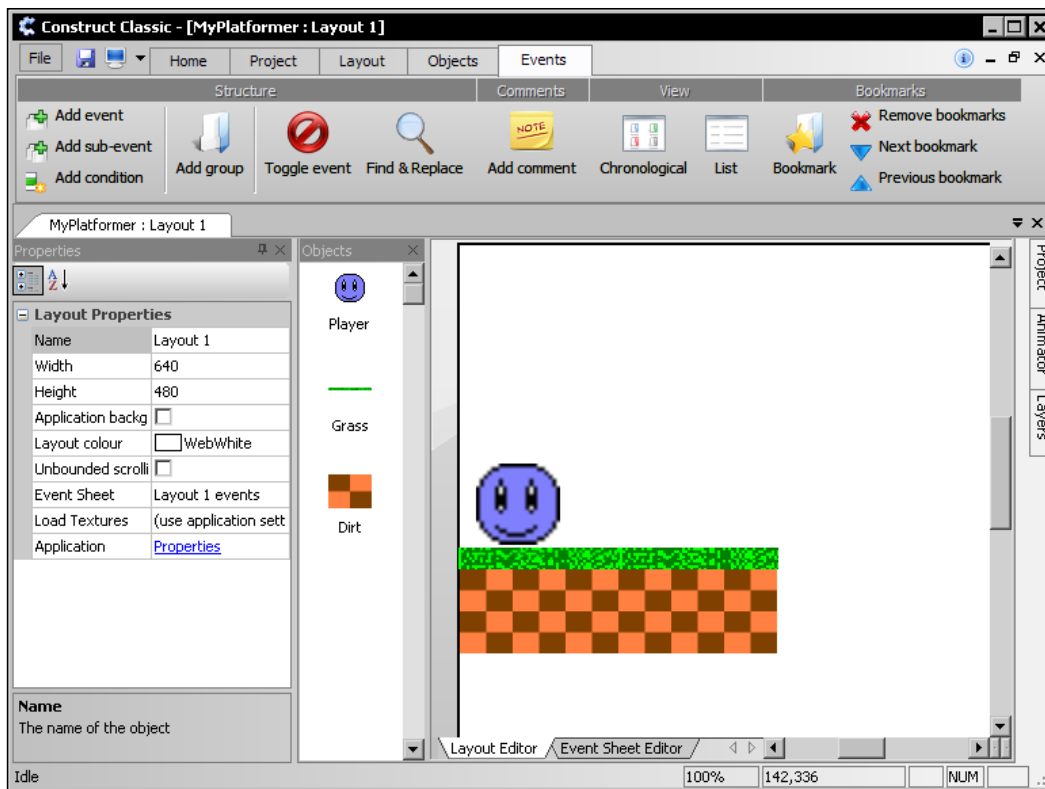 Construct Classic - [MyPlatformer : Layout 1]
File Home Project Layout Objects Events
Structure Comments View Bookmarks
Add event
Add sub-event
Add condition
Add group
Toggle event
Find & Replace
NOTE
Add comment
Chronological
List
Bookmark
Remove bookmarks
Next bookmark
Previous bookmark
MyPlatformer : Layout 1
Properties
A
Z
Layout Properties
Name Layout 1
Width 640
Height 480
Application backg
Layout colour WebWhite
Unbounded scrolli
Event Sheet Layout 1 events
Load Textures (use application sett
Application Properties
Name
The name of the object
Objects
Player
Grass
Dirt
Project
Animator
Layers
Layout Editor Event Sheet Editor
Idle 100% 142,336 NUM